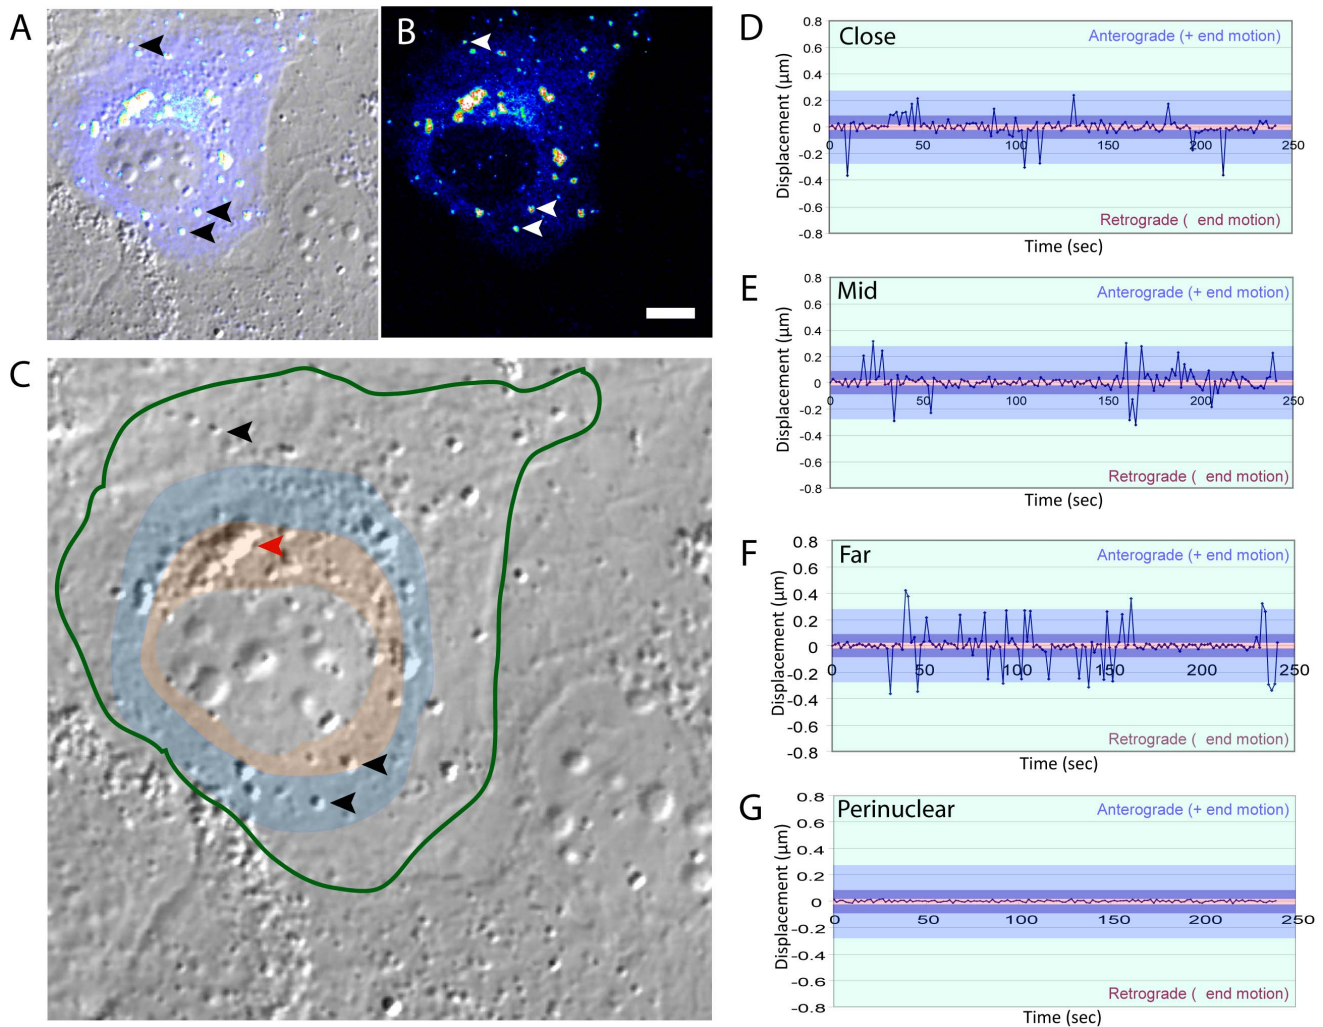 A
B
C
D
Close
Anterograde (+ end motion)
0.8
0.6
0.4
0.2
0
-0.2
-0.4
-0.6
-0.8
0
50
100
150
200
250
Displacement (µm)
Retrograde (  end motion)
Time (sec)
E
Mid
Anterograde (+ end motion)
0.8
0.6
0.4
0.2
0
-0.2
-0.4
-0.6
-0.8
0
50
100
150
200
250
Displacement (µm)
Retrograde (  end motion)
Time (sec)
F
Far
Anterograde (+ end motion)
0.8
0.6
0.4
0.2
0
-0.2
-0.4
-0.6
-0.8
0
50
100
150
200
250
Displacement (µm)
Retrograde (  end motion)
Time (sec)
G
Perinuclear
Anterograde (+ end motion)
0.8
0.6
0.4
0.2
0
-0.2
-0.4
-0.6
-0.8
0
50
100
150
200
250
Displacement (µm)
Retrograde (  end motion)
Time (sec)